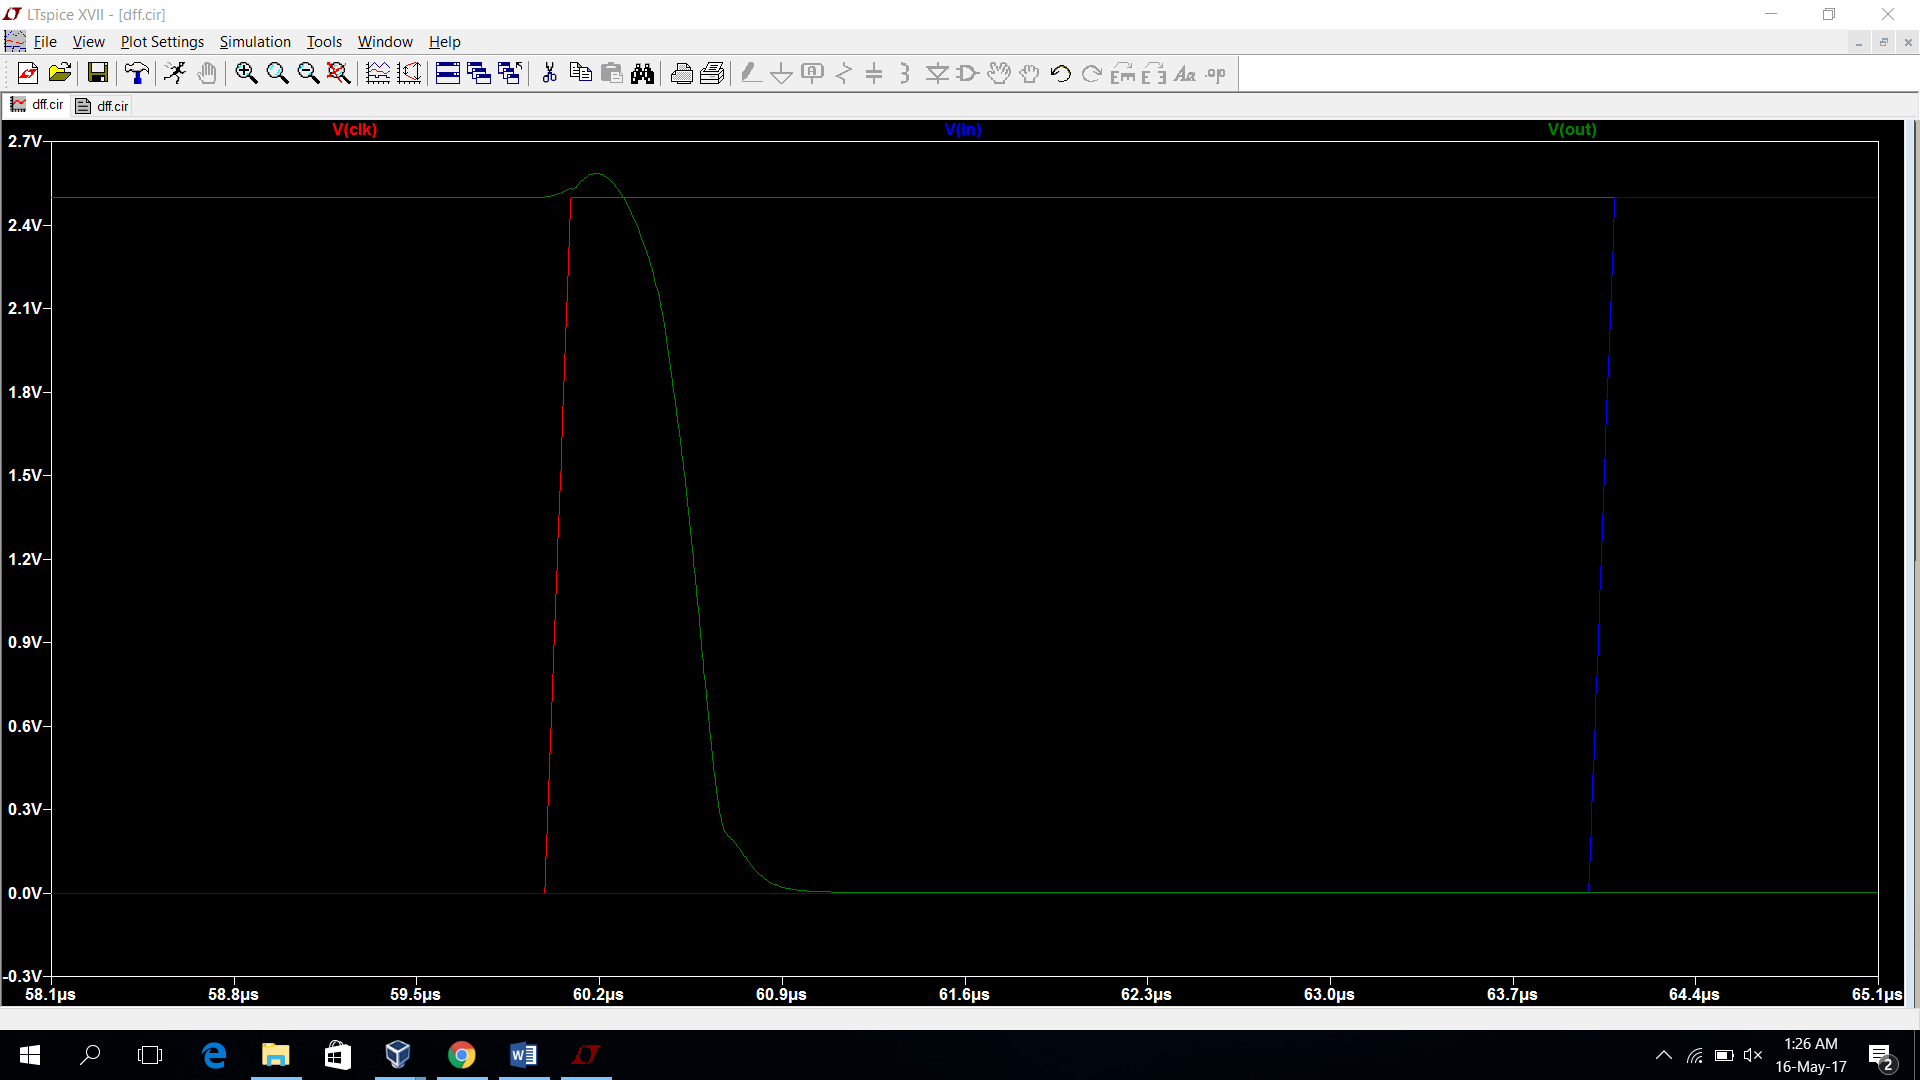 LTspice XVII - [dff.cir]
File View Plot Settings Simulation Tools Window Help
dff.cir dff.cir
V(clk) V(in) V(out)
2.7V
2.4V
2.1V
1.8V
1.5V
1.2V
0.9V
0.6V
0.3V
0.0V
-0.3V
58.1µs 58.8µs 59.5µs 60.2µs 60.9µs 61.6µs 62.3µs 63.0µs 63.7µs 64.4µs 65.1µs
1:26 AM
16-May-17
2